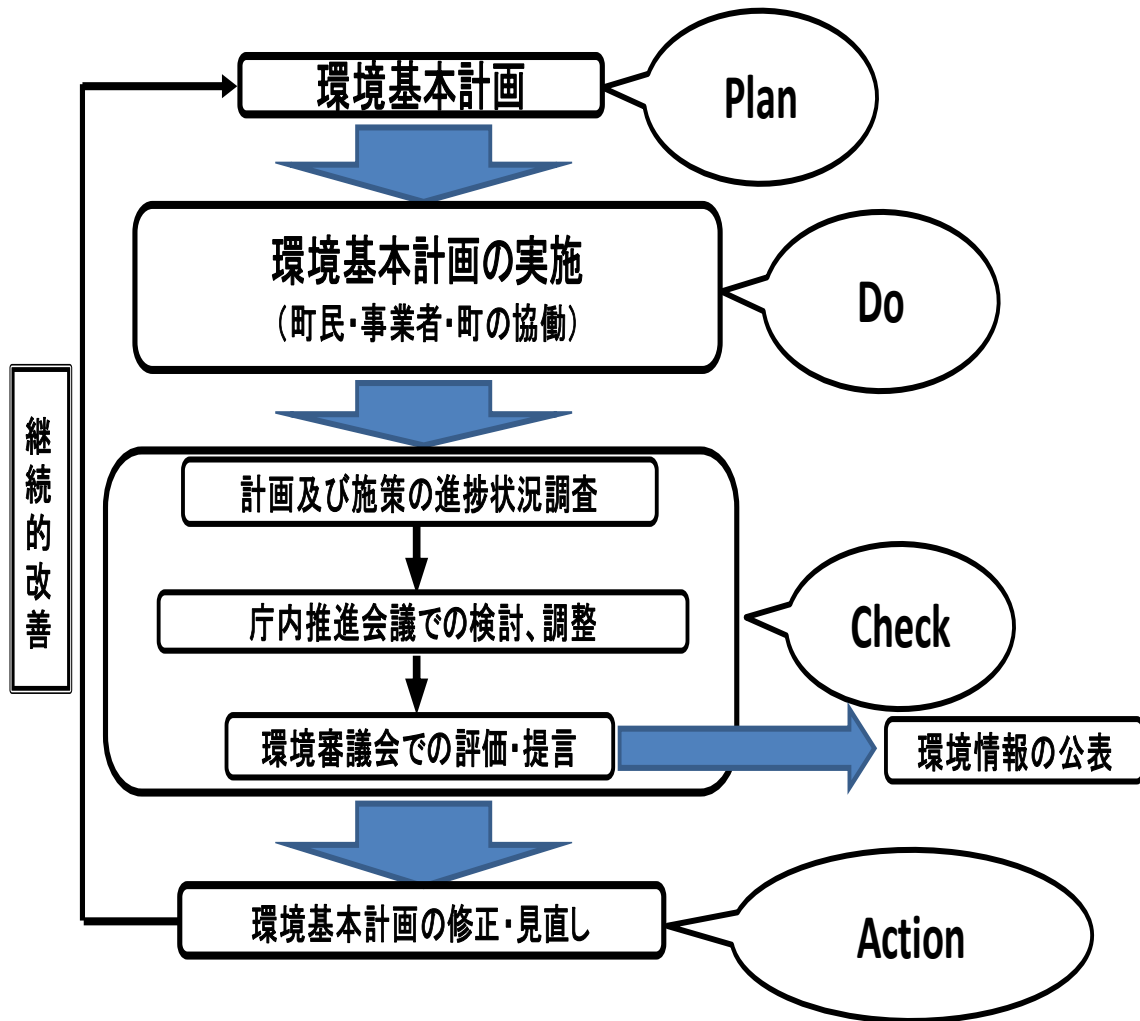 環境基本計画
Plan
環境基本計画の実施
(町民・事業者・町の協働)
Do
継続的改善
計画及び施策の進捗状況調査
庁内推進会議での検討、調整
Check
環境審議会での評価・提言
環境情報の公表
環境基本計画の修正・見直し
Action